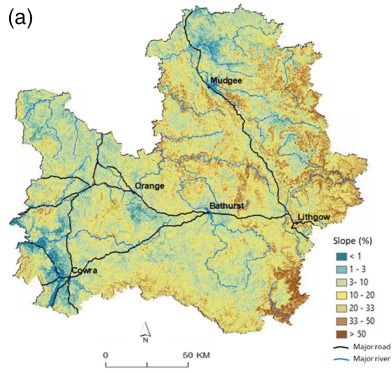 (a)
Mudgee
Orange
Bathurst
Lithgow
Cowra
Slope (%)
< 1
1 - 3
3- 10
10 - 20
20 - 33
33 - 50
> 50
Major road
Major river
N
0 50 KM